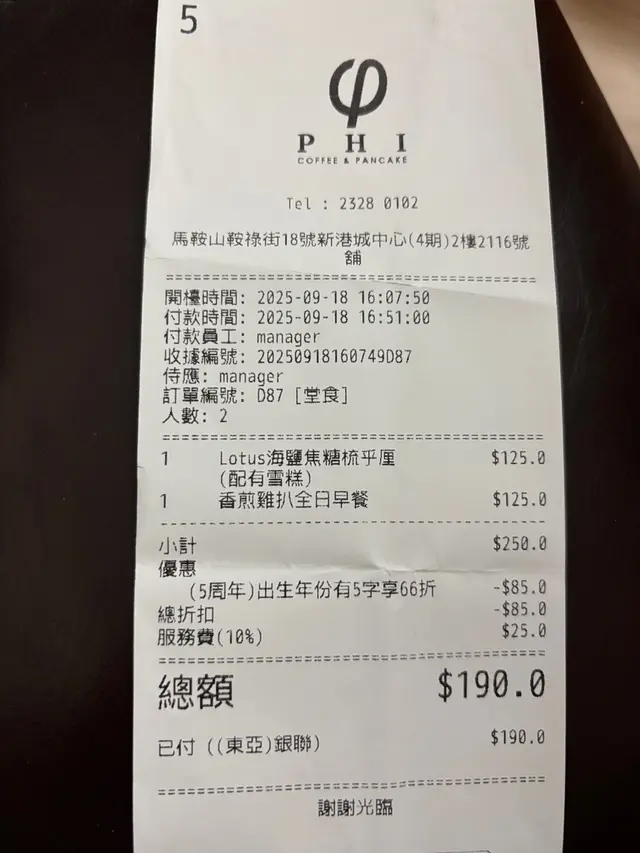 5
φ
PHI
COFFEE & PANCAKE
Tel : 2328 0102
馬鞍山鞍祿街18號新港城中心(4期)2樓2116號
舖
開檯時間: 2025-09-18 16:07:50
付款時間: 2025-09-18 16:51:00
付款員工: manager
收據編號: 20250918160749D87
侍應: manager
訂單編號: D87 [堂食]
人數: 2
1 Lotus海鹽焦糖梳乎厘 $125.0
(配有雪糕)
1 香煎雞扒全日早餐 $125.0
小計 $250.0
優惠
(5周年)出生年份有5字享66折 -$85.0
總折扣 -$85.0
服務費(10%) $25.0
總額 $190.0
已付 ((東亞)銀聯) $190.0
謝謝光臨